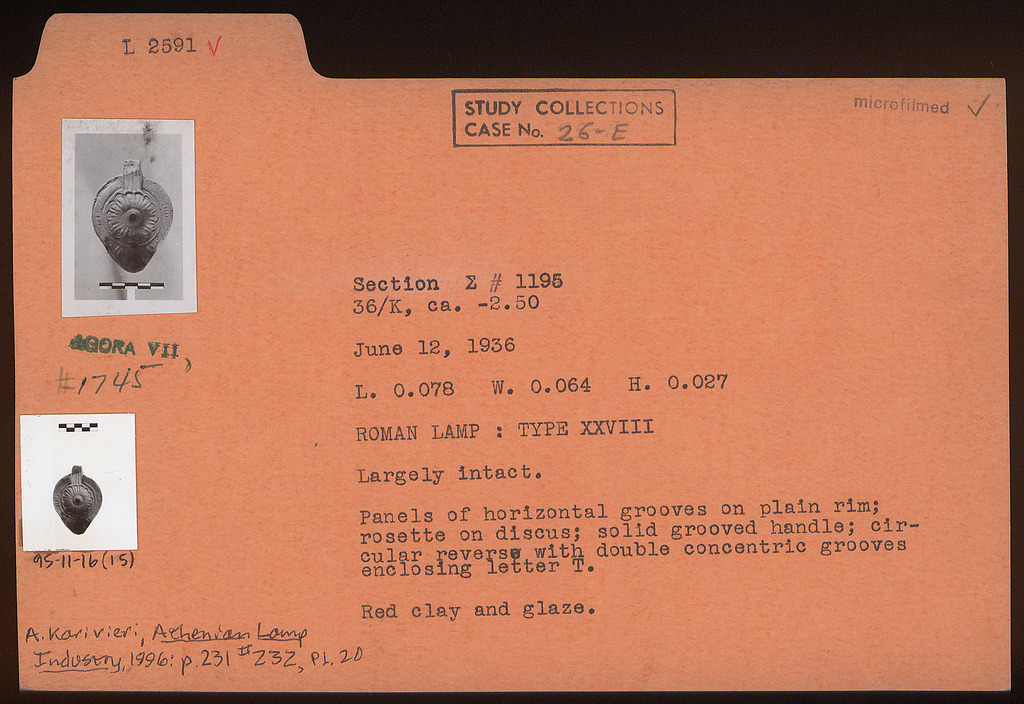 L 2591 ✓
STUDY COLLECTIONS
CASE No. 26-E
microfilmed ✓
AGORA VII,
#1745
95-11-16(15)
Section Σ # 1195
36/K, ca. -2.50
June 12, 1936
L. 0.078 W. 0.064 H. 0.027
ROMAN LAMP : TYPE XXVIII
Largely intact.
Panels of horizontal grooves on plain rim;
rosette on discus; solid grooved handle; cir-
cular reverse with double concentric grooves
enclosing letter T.
Red clay and glaze.
A. Karivieri, Athenian Lamp
Industry, 1996: p. 231 #232, Pl. 20